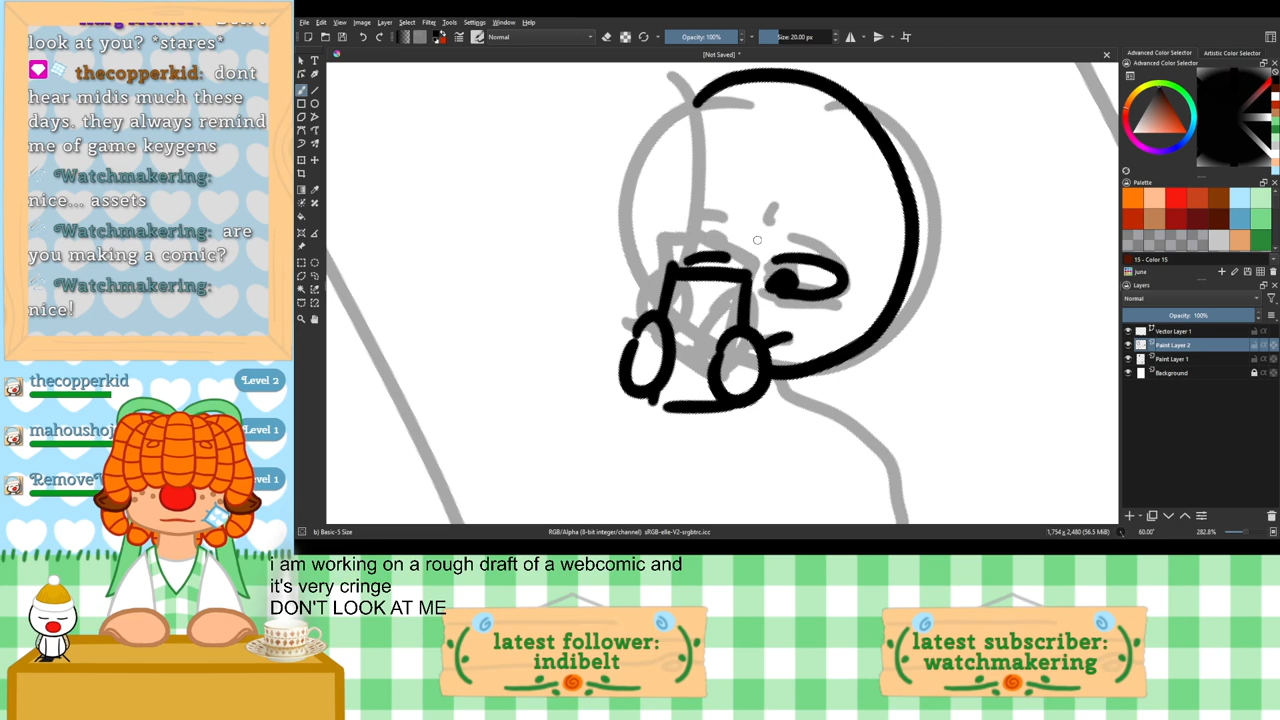 look at you? *stares*
thecopperkid: dont
hear midis much these
days. they always remind
me of game keygens
Watchmakering:
nice... assets
Watchmakering: are
you making a comic?
Watchmakering:
nice!
thecopperkid
Level 2
mahoushoj
Level 1
Remove
Level 1
i am working on a rough draft of a webcomic and
it's very cringe
DON'T LOOK AT ME
latest follower:
indibelt
latest subscriber:
watchmakering
File Edit View Image Layer Select Filter Tools Settings Window Help
Normal
Opacity: 100%
Size: 20.00 px
[Not Saved] *
Advanced Color Selector
Artistic Color Selector
Advanced Color Selector
Palette
15 - Color 15
june
Layers
Normal
Opacity: 100%
Vector Layer 1
Paint Layer 2
Paint Layer 1
Background
b) Basic-5 Size
RGB/Alpha (8-bit integer/channel) sRGB-elle-V2-srgbtrc.icc
1,754 x 2,480 (56.5 MiB)
60.00°
282.8%